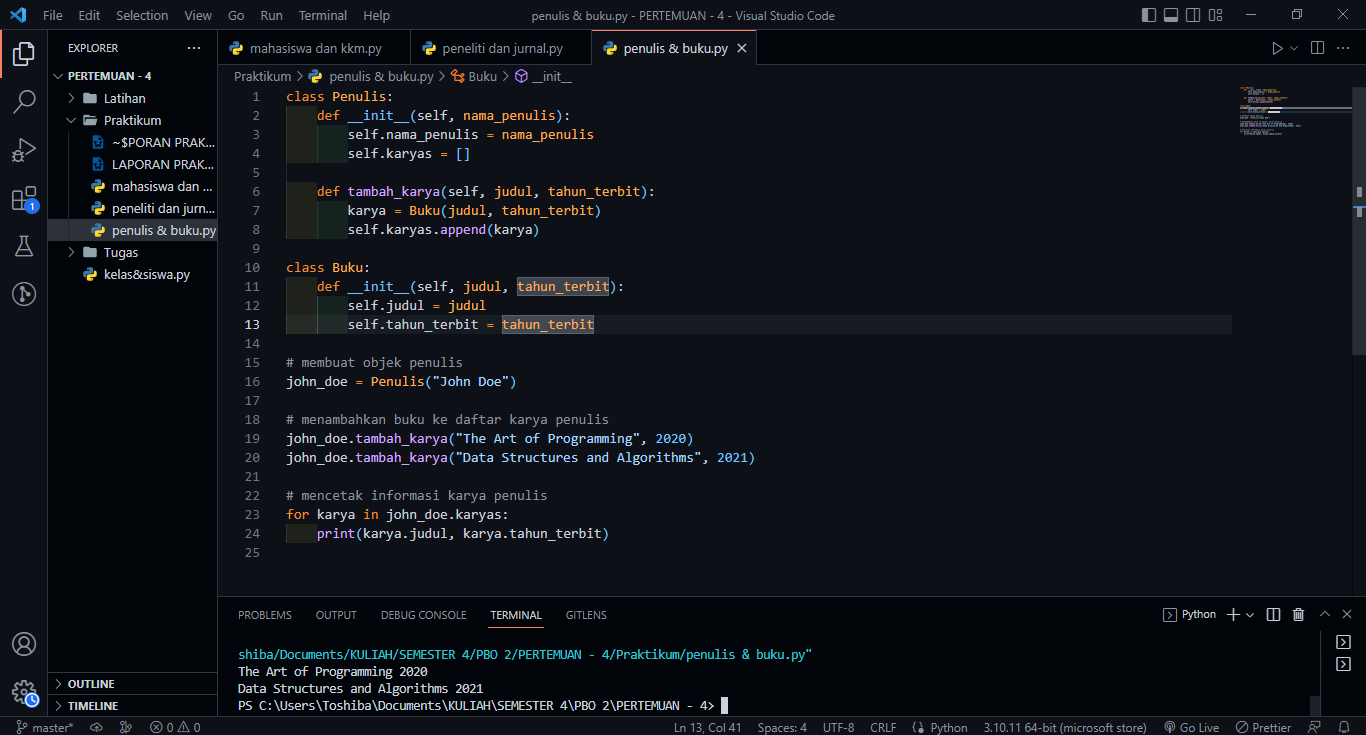 File Edit Selection View Go Run Terminal Help penulis & buku.py - PERTEMUAN - 4 - Visual Studio Code
EXPLORER ···
mahasiswa dan kkm.py peneliti dan jurnal.py penulis & buku.py
PERTEMUAN - 4
Latihan
Praktikum
~$PORAN PRAK...
LAPORAN PRAK...
mahasiswa dan ...
peneliti dan jurn...
penulis & buku.py
Tugas
kelas&siswa.py
1
OUTLINE
TIMELINE
Praktikum > penulis & buku.py > Buku > __init__
1 class Penulis:
2 def __init__(self, nama_penulis):
3 self.nama_penulis = nama_penulis
4 self.karyas = []
5
6 def tambah_karya(self, judul, tahun_terbit):
7 karya = Buku(judul, tahun_terbit)
8 self.karyas.append(karya)
9
10 class Buku:
11 def __init__(self, judul, tahun_terbit):
12 self.judul = judul
13 self.tahun_terbit = tahun_terbit
14
15 # membuat objek penulis
16 john_doe = Penulis("John Doe")
17
18 # menambahkan buku ke daftar karya penulis
19 john_doe.tambah_karya("The Art of Programming", 2020)
20 john_doe.tambah_karya("Data Structures and Algorithms", 2021)
21
22 # mencetak informasi karya penulis
23 for karya in john_doe.karyas:
24 print(karya.judul, karya.tahun_terbit)
25
PROBLEMS OUTPUT DEBUG CONSOLE TERMINAL GITLENS Python
shiba/Documents/KULIAH/SEMESTER 4/PBO 2/PERTEMUAN - 4/Praktikum/penulis & buku.py"
The Art of Programming 2020
Data Structures and Algorithms 2021
PS C:\Users\Toshiba\Documents\KULIAH\SEMESTER 4\PBO 2\PERTEMUAN - 4>
master* 0 0 Ln 13, Col 41 Spaces: 4 UTF-8 CRLF Python 3.10.11 64-bit (microsoft store) Go Live Prettier